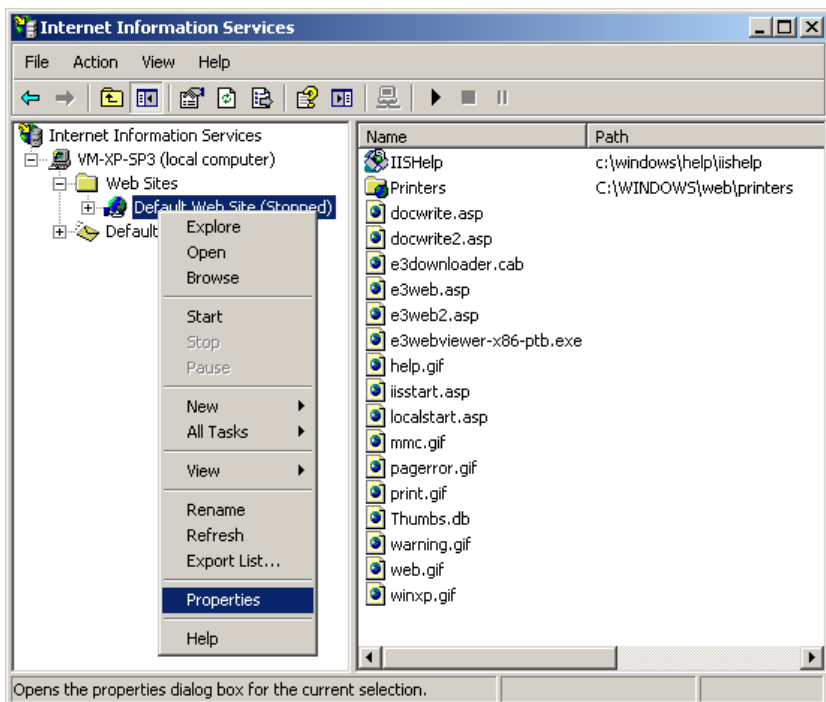 Internet Information Services
File Action View Help
Internet Information Services
VM-XP-SP3 (local computer)
Web Sites
Default Web Site (Stopped)
Default
Explore
Open
Browse
Start
Stop
Pause
New
All Tasks
View
Rename
Refresh
Export List...
Properties
Help
Name Path
IISHelp c:\windows\help\iishelp
Printers C:\WINDOWS\web\printers
docwrite.asp
docwrite2.asp
e3downloader.cab
e3web.asp
e3web2.asp
e3webviewer-x86-ptb.exe
help.gif
iisstart.asp
localstart.asp
mmc.gif
pagerror.gif
print.gif
Thumbs.db
warning.gif
web.gif
winxp.gif
Opens the properties dialog box for the current selection.